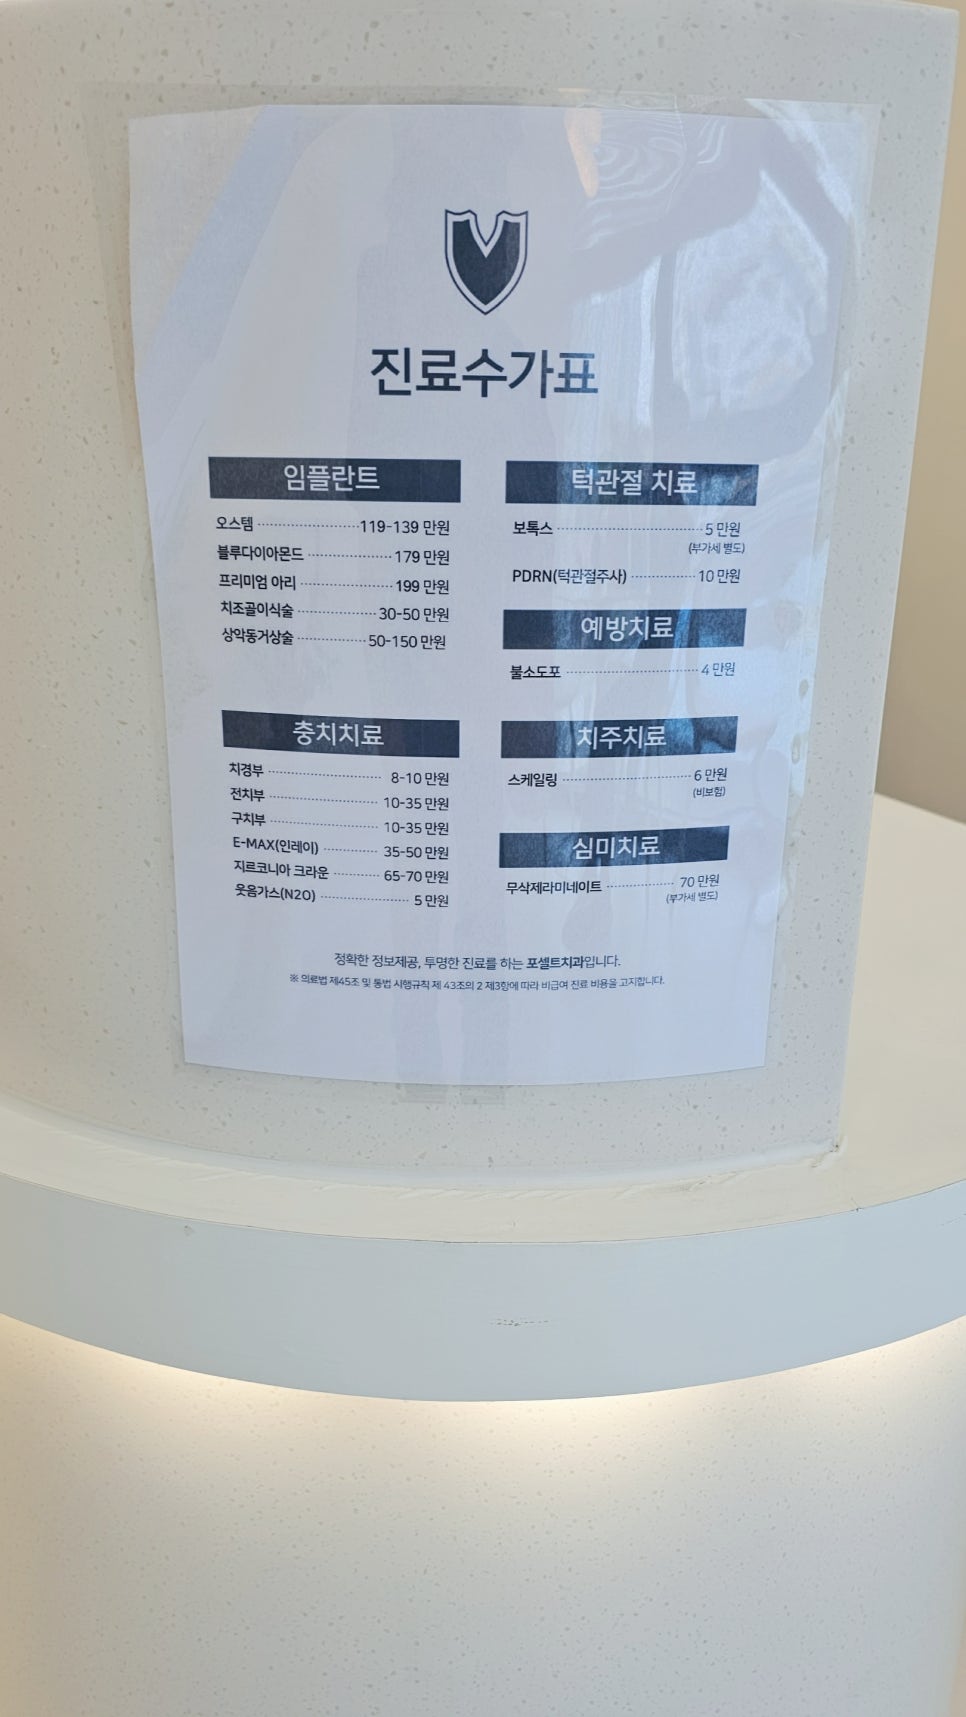 진료수가표
임플란트
오스템 119-139 만원
블루다이아몬드 179 만원
프리미엄 아리 199 만원
치조골이식술 30-50 만원
상악동거상술 50-150 만원
충치치료
치경부 8-10 만원
전치부 10-35 만원
구치부 10-35 만원
E-MAX(인레이) 35-50 만원
지르코니아 크라운 65-70 만원
웃음가스(N2O) 5 만원
턱관절 치료
보톡스 5 만원
(부가세 별도)
PDRN(턱관절주사) 10 만원
예방치료
불소도포 4 만원
치주치료
스케일링 6 만원
(비보험)
심미치료
무삭제라미네이트 70 만원
(부가세 별도)
정확한 정보제공, 투명한 진료를 하는 포셀트치과입니다.
※ 의료법 제45조 및 동법 시행규칙 제 43조의 2 제3항에 따라 비급여 진료 비용을 고지합니다.